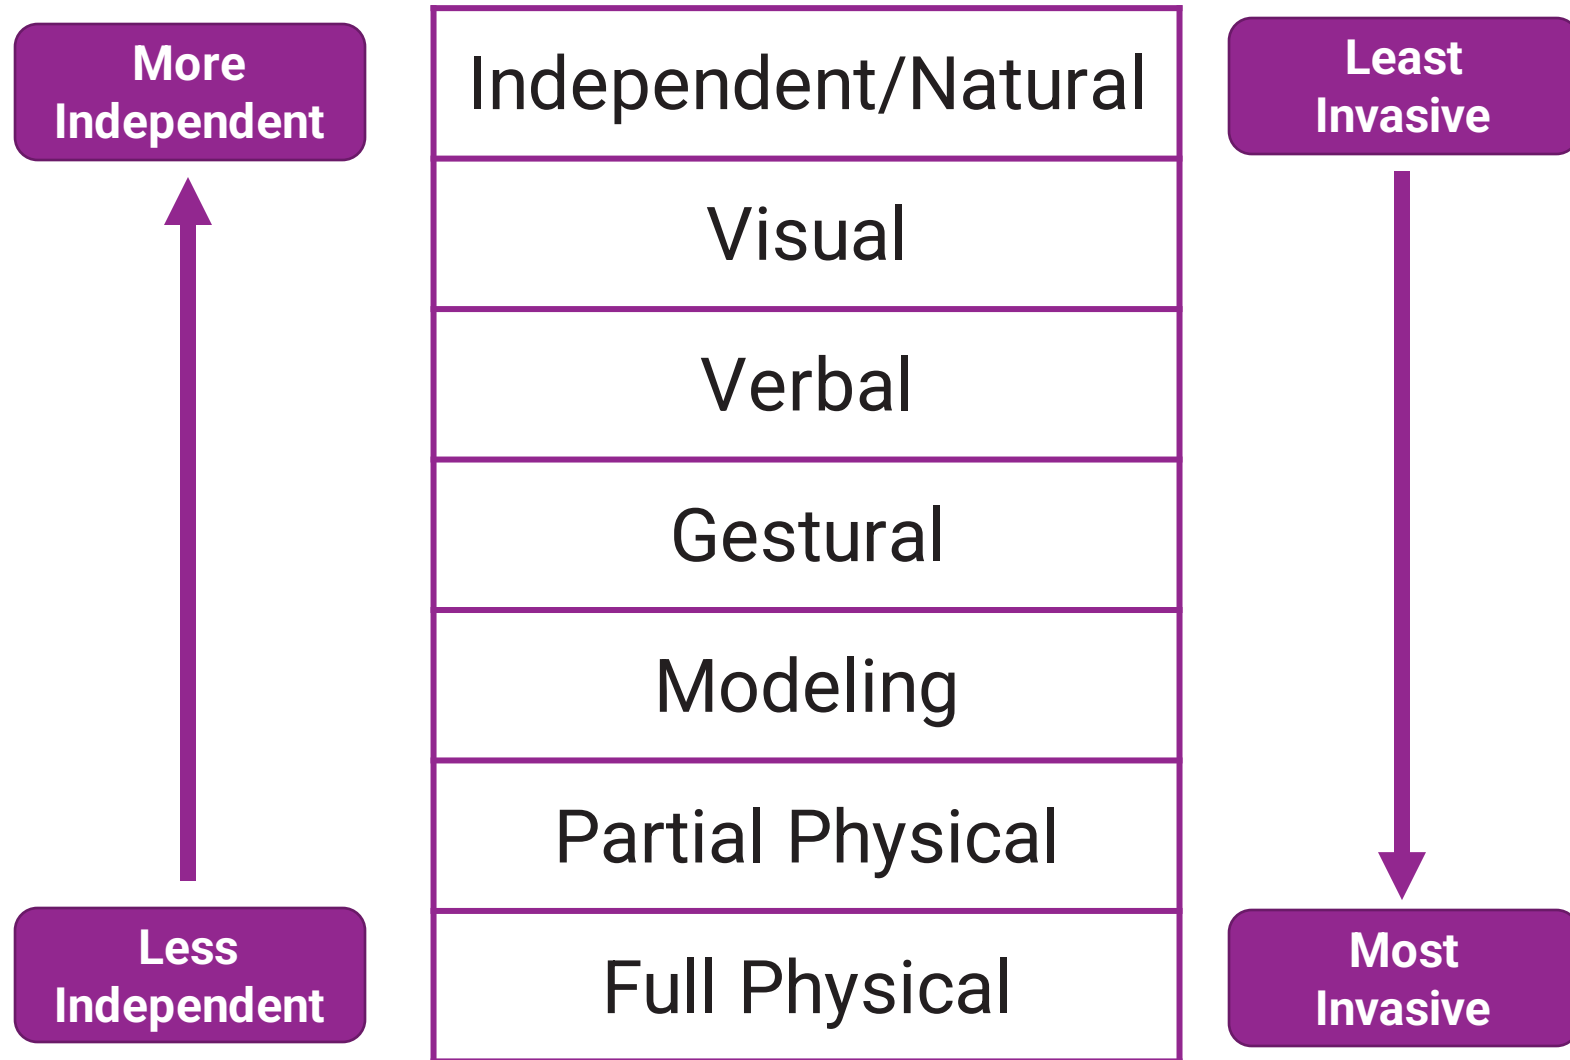 More
Independent
Independent/Natural
Least
Invasive
Visual
Verbal
Gestural
Modeling
Partial Physical
Less
Independent
Full Physical
Most
Invasive